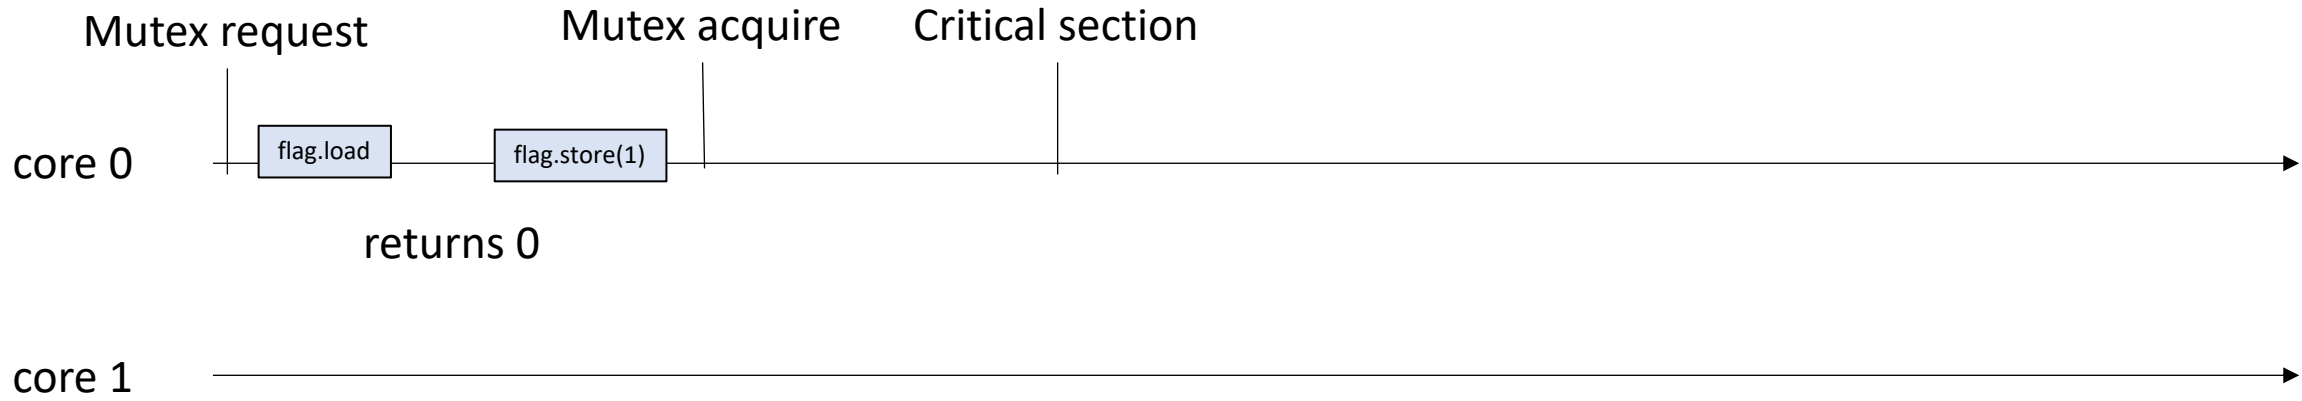 Mutex request
Mutex acquire
Critical section
core 0
flag.load
flag.store(1)
returns 0
core 1